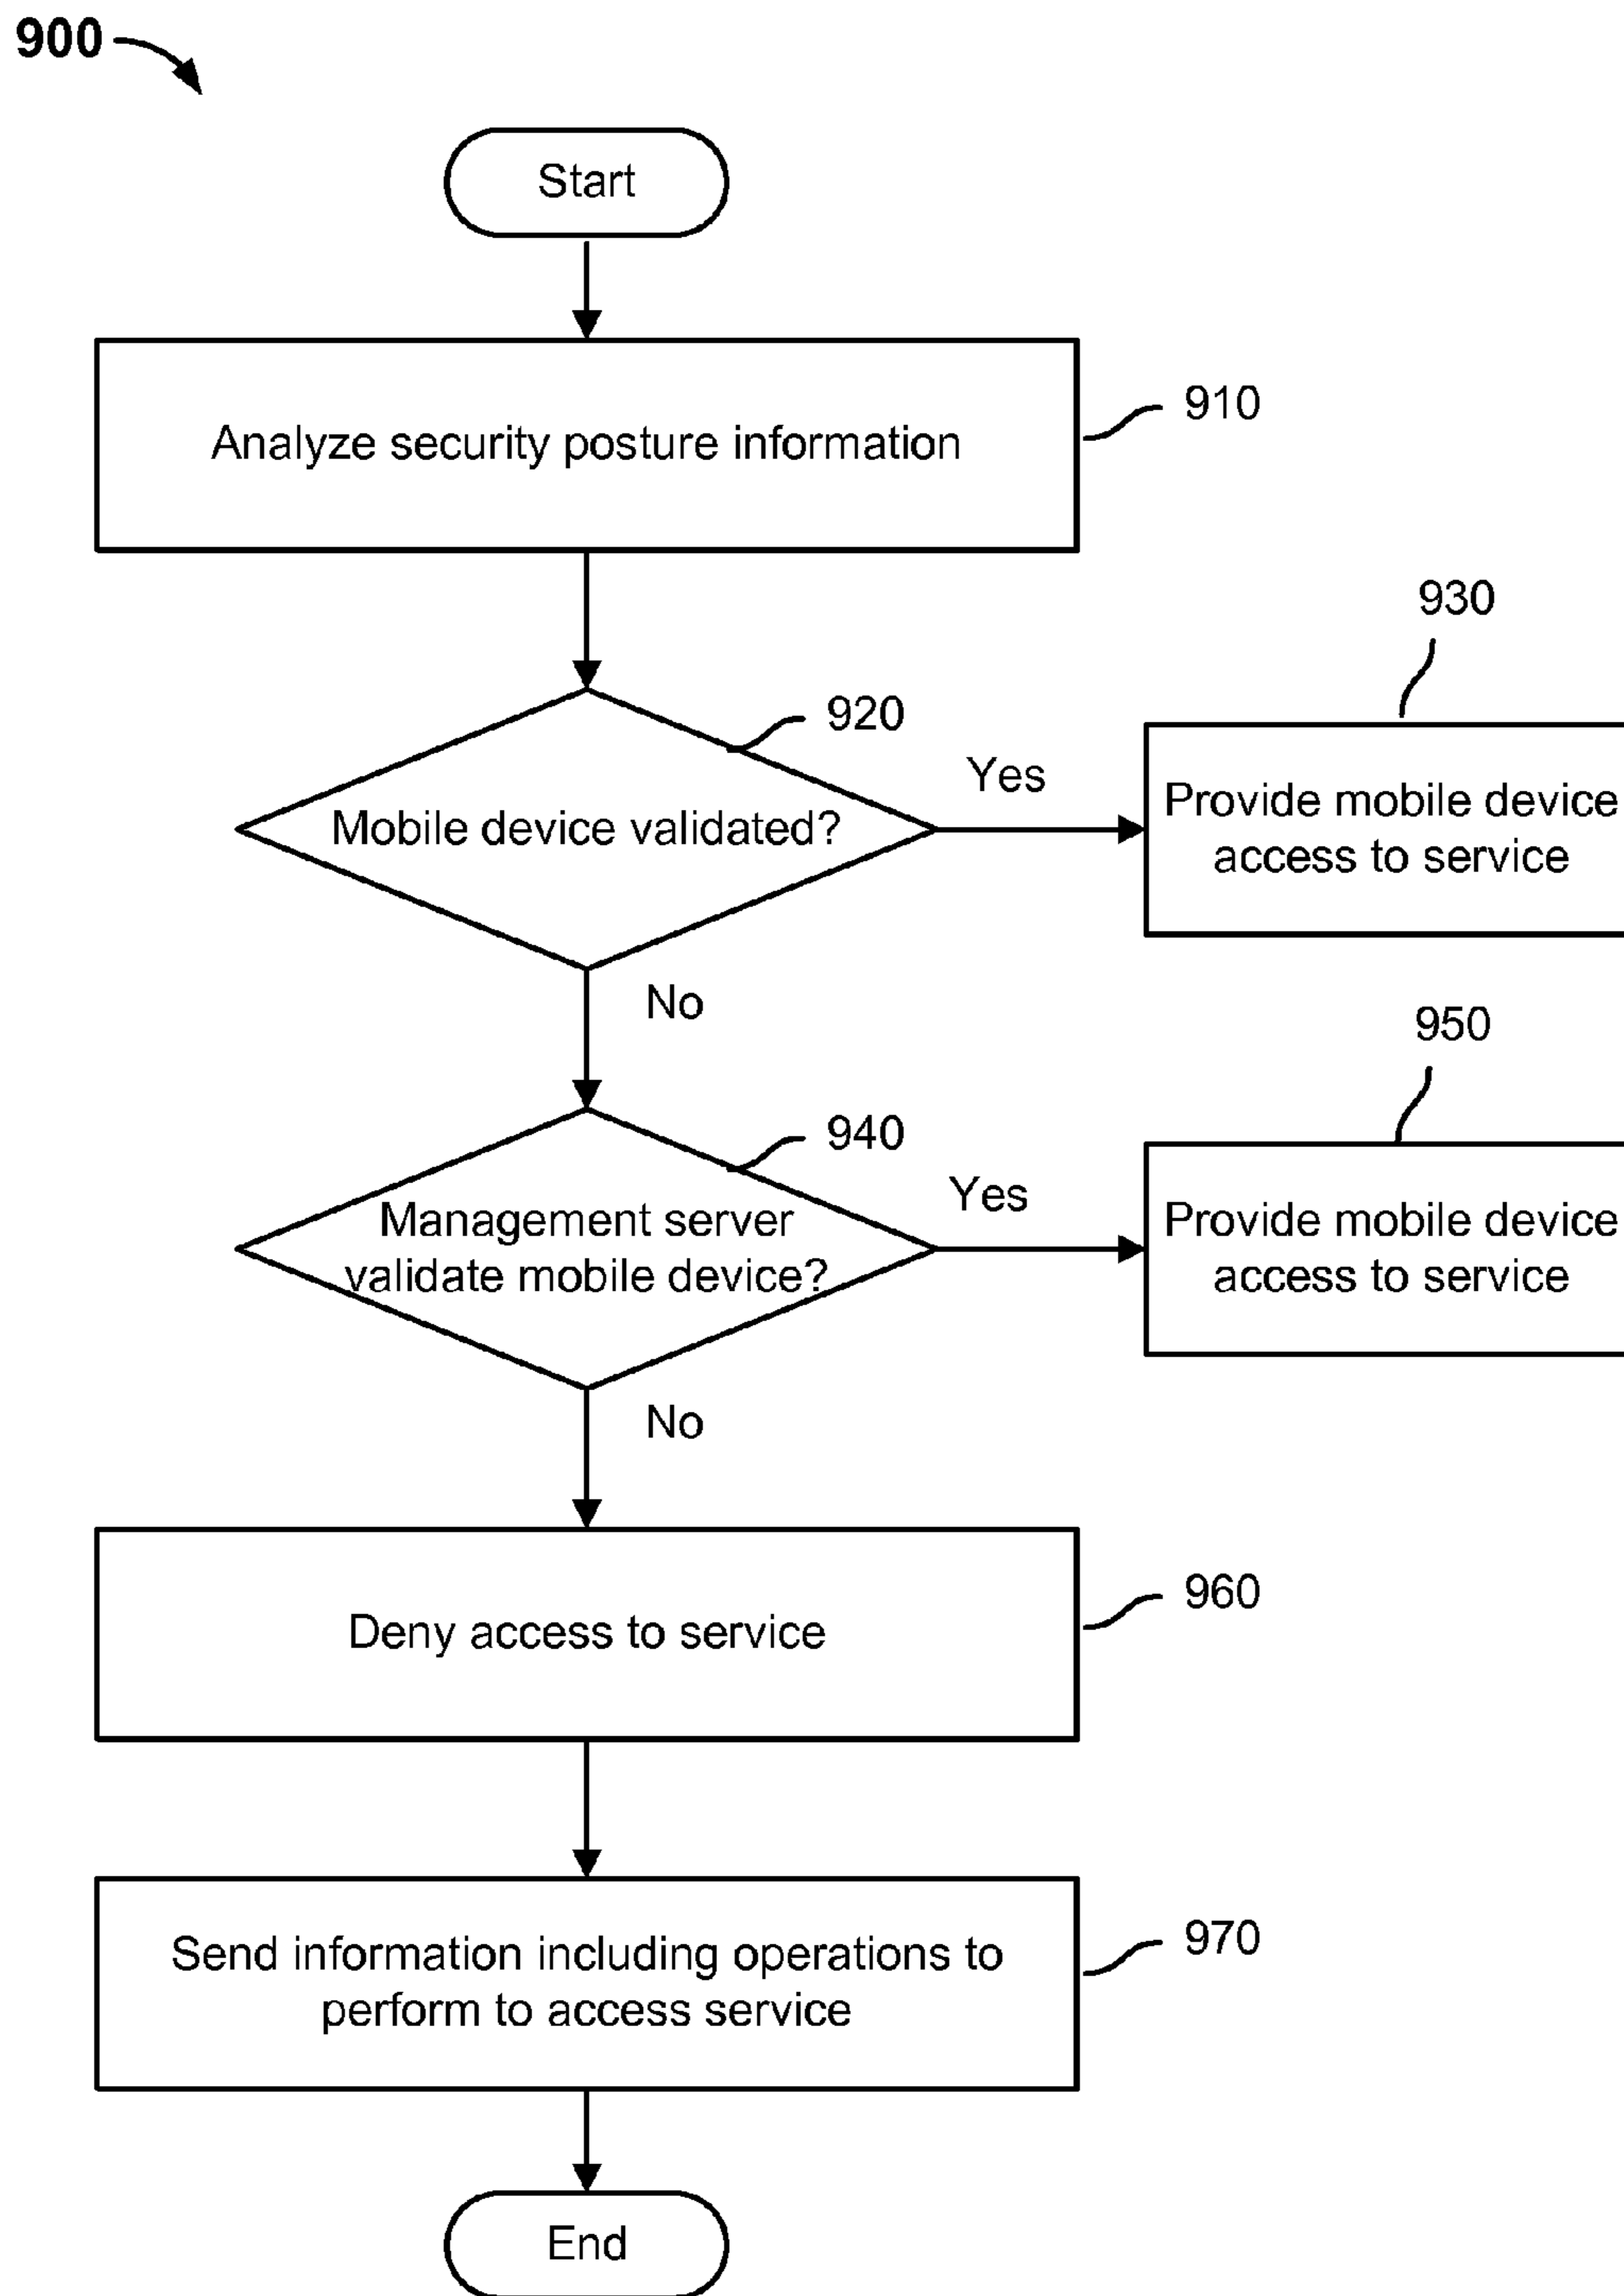 900
Start
Analyze security posture information
910
930
920
Mobile device validated?
Yes
Provide mobile device
access to service
No
950
940
Management server
validate mobile device?
Yes
Provide mobile device
access to service
No
Deny access to service
960
Send information including operations to
perform to access service
970
End